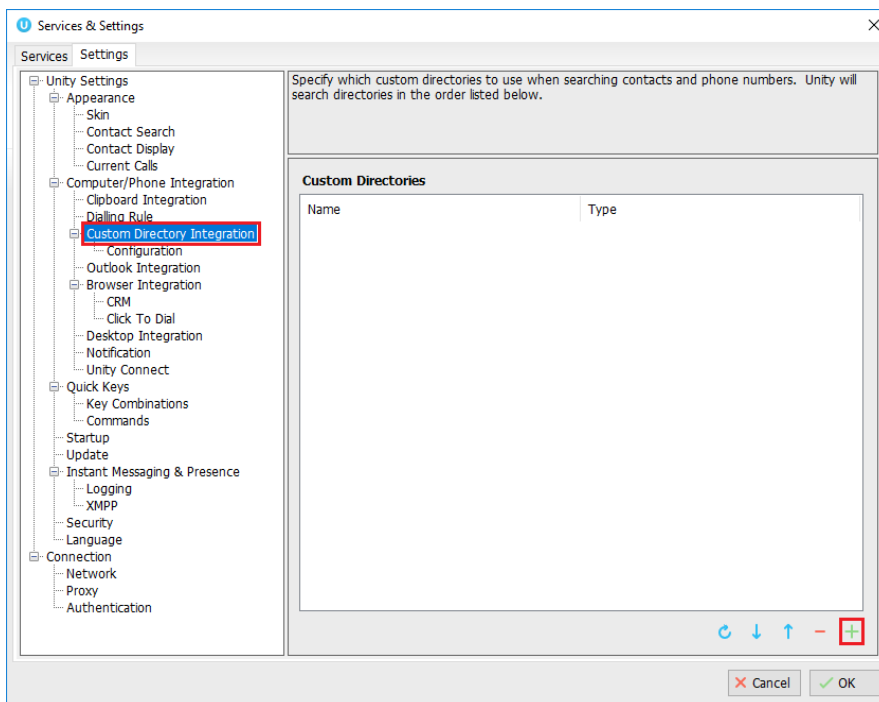 Services & Settings
Services Settings
Unity Settings
Appearance
Skin
Contact Search
Contact Display
Current Calls
Computer/Phone Integration
Clipboard Integration
Dialling Rule
Custom Directory Integration
Configuration
Outlook Integration
Browser Integration
CRM
Click To Dial
Desktop Integration
Notification
Unity Connect
Quick Keys
Key Combinations
Commands
Startup
Update
Instant Messaging & Presence
Logging
XMPP
Security
Language
Connection
Network
Proxy
Authentication
Specify which custom directories to use when searching contacts and phone numbers. Unity will
search directories in the order listed below.
Custom Directories
Name Type
Cancel OK